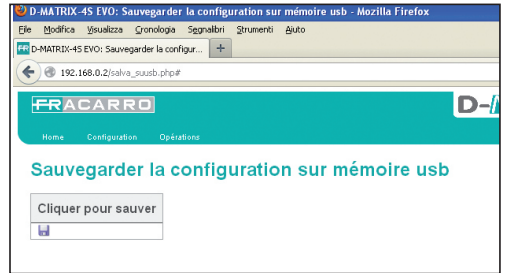 D-MATRIX-4S EVO: Sauvegarder la configuration sur mémoire usb - Mozilla Firefox
File Modifica Visualizza Cronologia Segnalibri Strumenti Aiuto
FR D-MATRIX-4S EVO: Sauvegarder la configur... +
192.168.0.2/salva_suusb.php#
FRACARRO D-M
Home Configuration Opérations
Sauvegarder la configuration sur mémoire usb
Cliquer pour sauver